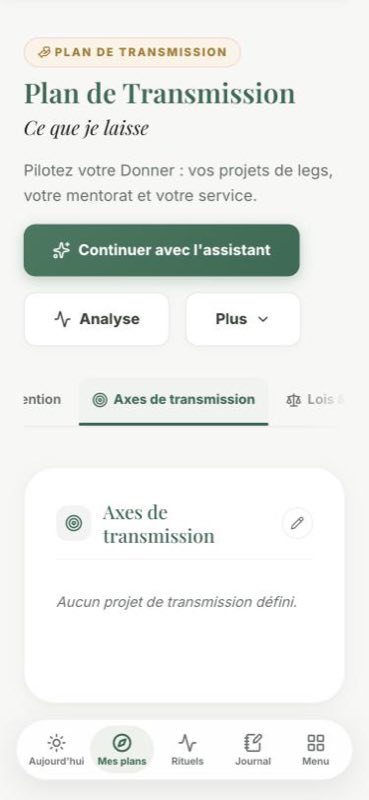 PLAN DE TRANSMISSION
Plan de Transmission
Ce que je laisse
Pilotez votre Donner : vos projets de legs,
votre mentorat et votre service.
Continuer avec l'assistant
Analyse
Plus
ention
Axes de transmission
Lois &
Axes de
transmission
Aucun projet de transmission défini.
Aujourd'hui
Mes plans
Rituels
Journal
Menu